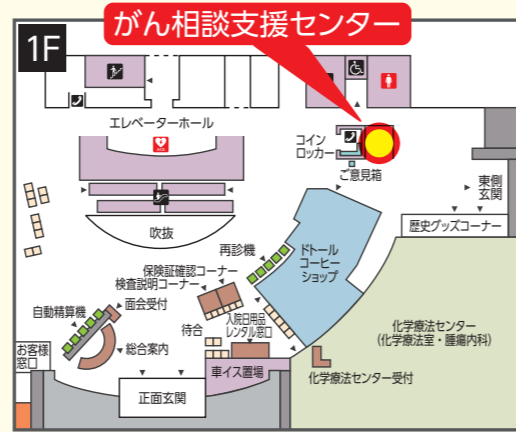 がん相談支援センター
1F
エレベーターホール
AED
コイン
ロッカー
ご意見箱
東側
玄関
歴史グッズコーナー
吹抜
再診機
ドトール
コーヒー
ショップ
保険証確認コーナー
検査説明コーナー
面会受付
自動精算機
待合
入院日用品
レンタル窓口
化学療法センター
(化学療法室・腫瘍内科)
お客様
窓口
総合案内
車イス置場
化学療法センター受付
正面玄関